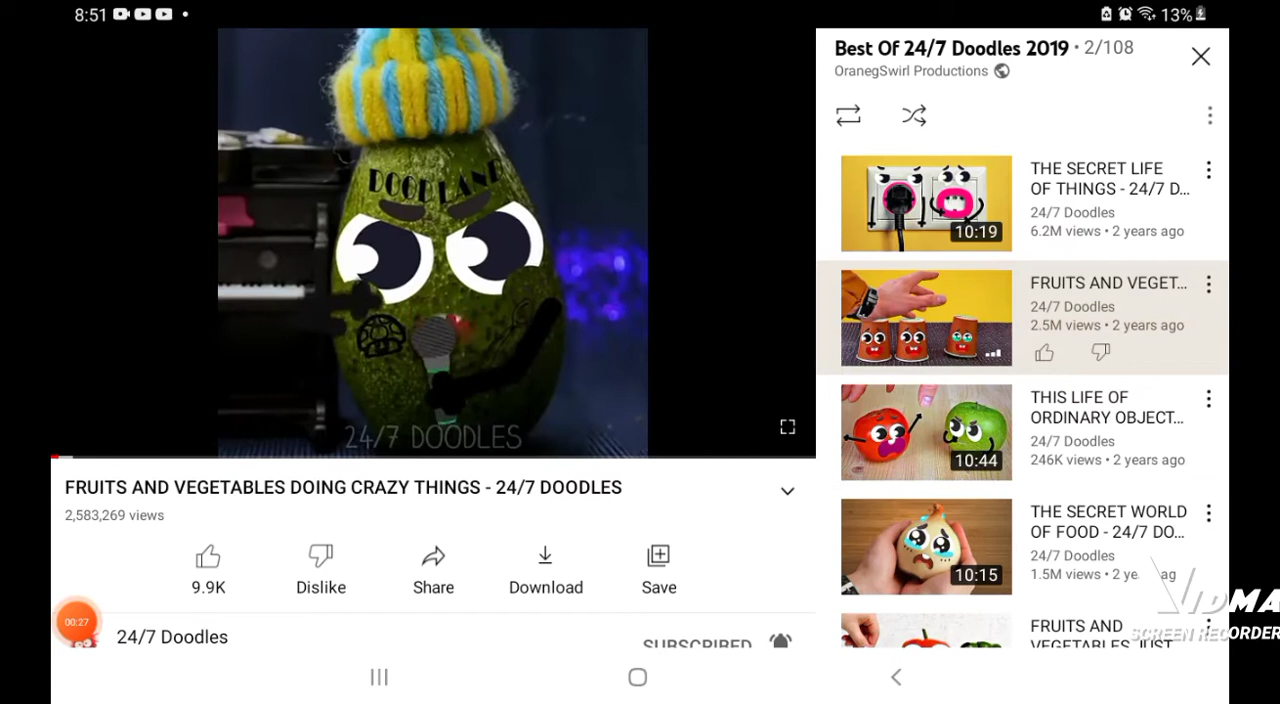 8:51
13%
DOODLAND
24/7 DOODLES
FRUITS AND VEGETABLES DOING CRAZY THINGS - 24/7 DOODLES
2,583,269 views
9.9K
Dislike
Share
Download
Save
00:27
24/7 Doodles
SUBSCRIBED
Best Of 24/7 Doodles 2019 • 2/108
OranegSwirl Productions
10:19
THE SECRET LIFE
OF THINGS - 24/7 D...
24/7 Doodles
6.2M views • 2 years ago
FRUITS AND VEGET...
24/7 Doodles
2.5M views • 2 years ago
10:44
THIS LIFE OF
ORDINARY OBJECT...
24/7 Doodles
246K views • 2 years ago
10:15
THE SECRET WORLD
OF FOOD - 24/7 DO...
24/7 Doodles
1.5M views • 2 ye ag
FRUITS AND
VEGETABLES JUST
VIDMA
SCREEN RECORDER